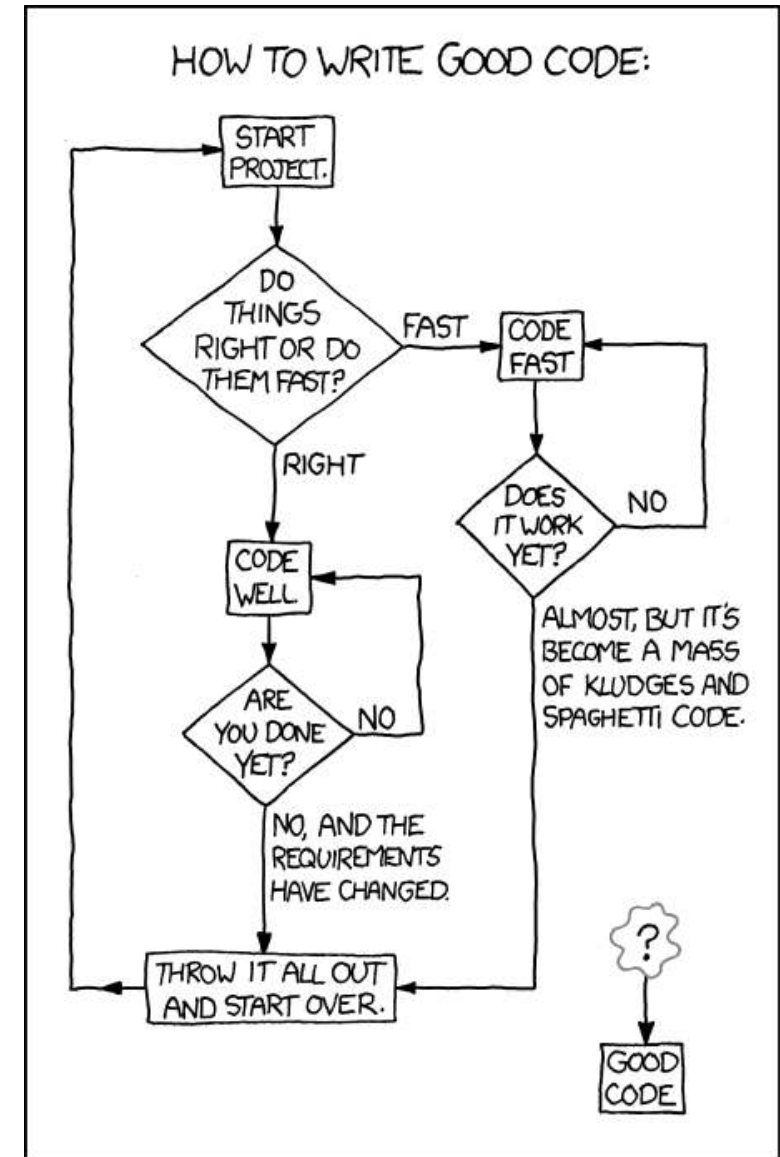 HOW TO WRITE GOOD CODE:
START
PROJECT.
DO
THINGS
RIGHT OR DO
THEM FAST?
FAST
CODE
FAST
RIGHT
DOES
IT WORK
YET?
NO
CODE
WELL
ALMOST, BUT IT'S
BECOME A MASS
OF KLUDGES AND
SPAGHETTI CODE.
ARE
YOU DONE
YET?
NO
NO, AND THE
REQUIREMENTS
HAVE CHANGED.
THROW IT ALL OUT
AND START OVER.
?
GOOD
CODE